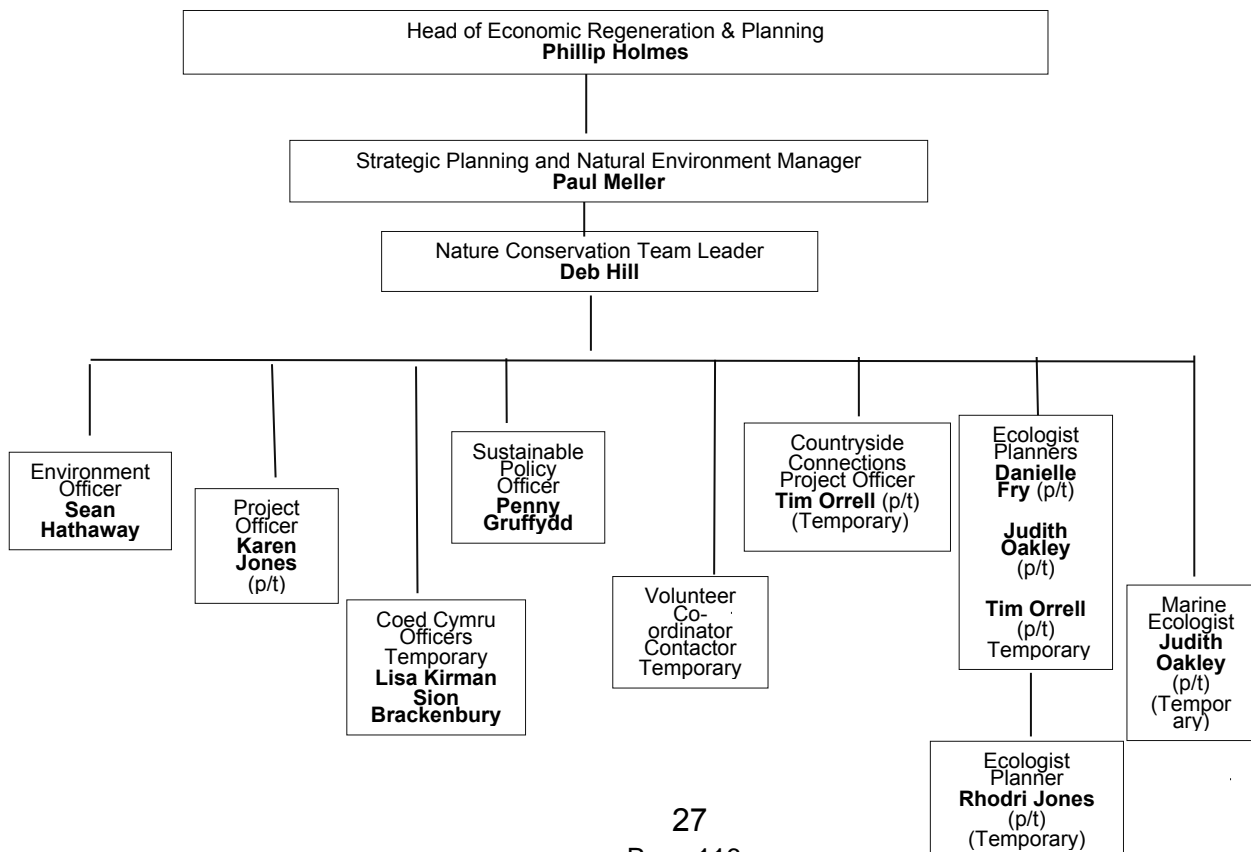 Head of Economic Regeneration & Planning
Phillip Holmes
Strategic Planning and Natural Environment Manager
Paul Meller
Nature Conservation Team Leader
Deb Hill
Environment
Officer
Sean
Hathaway
Project
Officer
Karen
Jones
(p/t)
Coed Cymru
Officers
Temporary
Lisa Kirman
Sion
Brackenbury
Sustainable
Policy
Officer
Penny
Gruffydd
Volunteer
Co-
ordinator
Contactor
Temporary
Countryside
Connections
Project Officer
Tim Orrell (p/t)
(Temporary)
Ecologist
Planners
Danielle
Fry (p/t)
Judith
Oakley
(p/t)
Tim Orrell
(p/t)
Temporary
Marine
Ecologist
Judith
Oakley
(p/t)
(Tempor
ary)
Ecologist
Planner
Rhodri Jones
(p/t)
(Temporary)
27